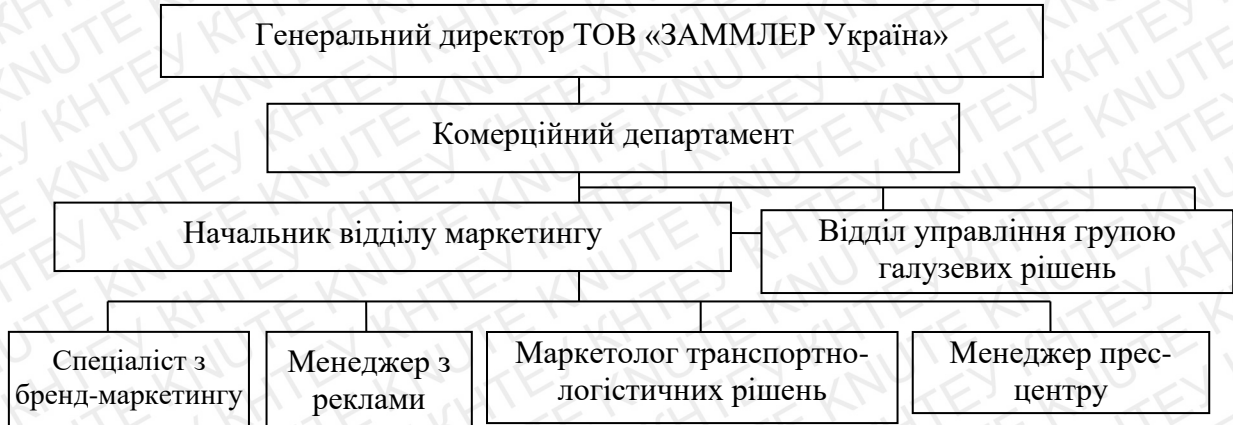 Генеральний директор ТОВ «ЗАММЛЕР Україна»
Комерційний департамент
Начальник відділу маркетингу
Відділ управління групою
галузевих рішень
Спеціаліст з
бренд-маркетингу
Менеджер з
реклами
Маркетолог транспортно-
логістичних рішень
Менеджер прес-
центру